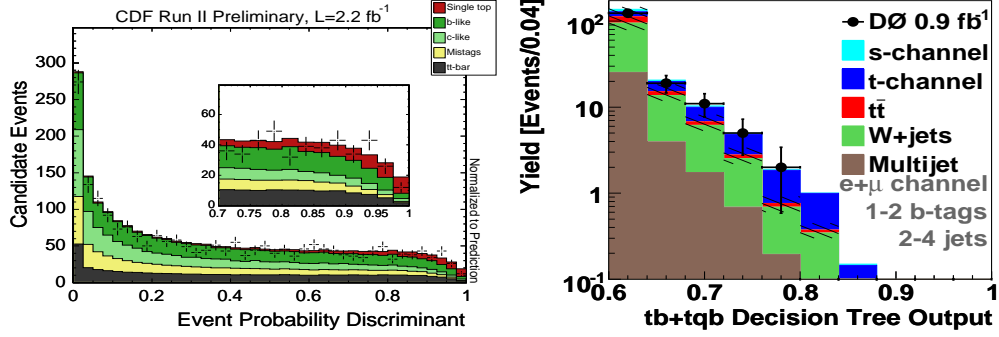 CDF Run II Preliminary, L=2.2 fb-1
Single top
b-like
c-like
Mistags
tt-bar
Candidate Events
300
250
200
150
100
50
0
60
40
20
0
0.7 0.75 0.8 0.85 0.9 0.95 1
Normalized to Prediction
0 0.2 0.4 0.6 0.8 1
Event Probability Discriminant
Yield [Events/0.04]
10²
10
1
10-1
DØ 0.9 fb-1
s-channel
t-channel
tt̄
W+jets
Multijet
e+μ channel
1-2 b-tags
2-4 jets
0.6 0.7 0.8 0.9 1
tb+tqb Decision Tree Output